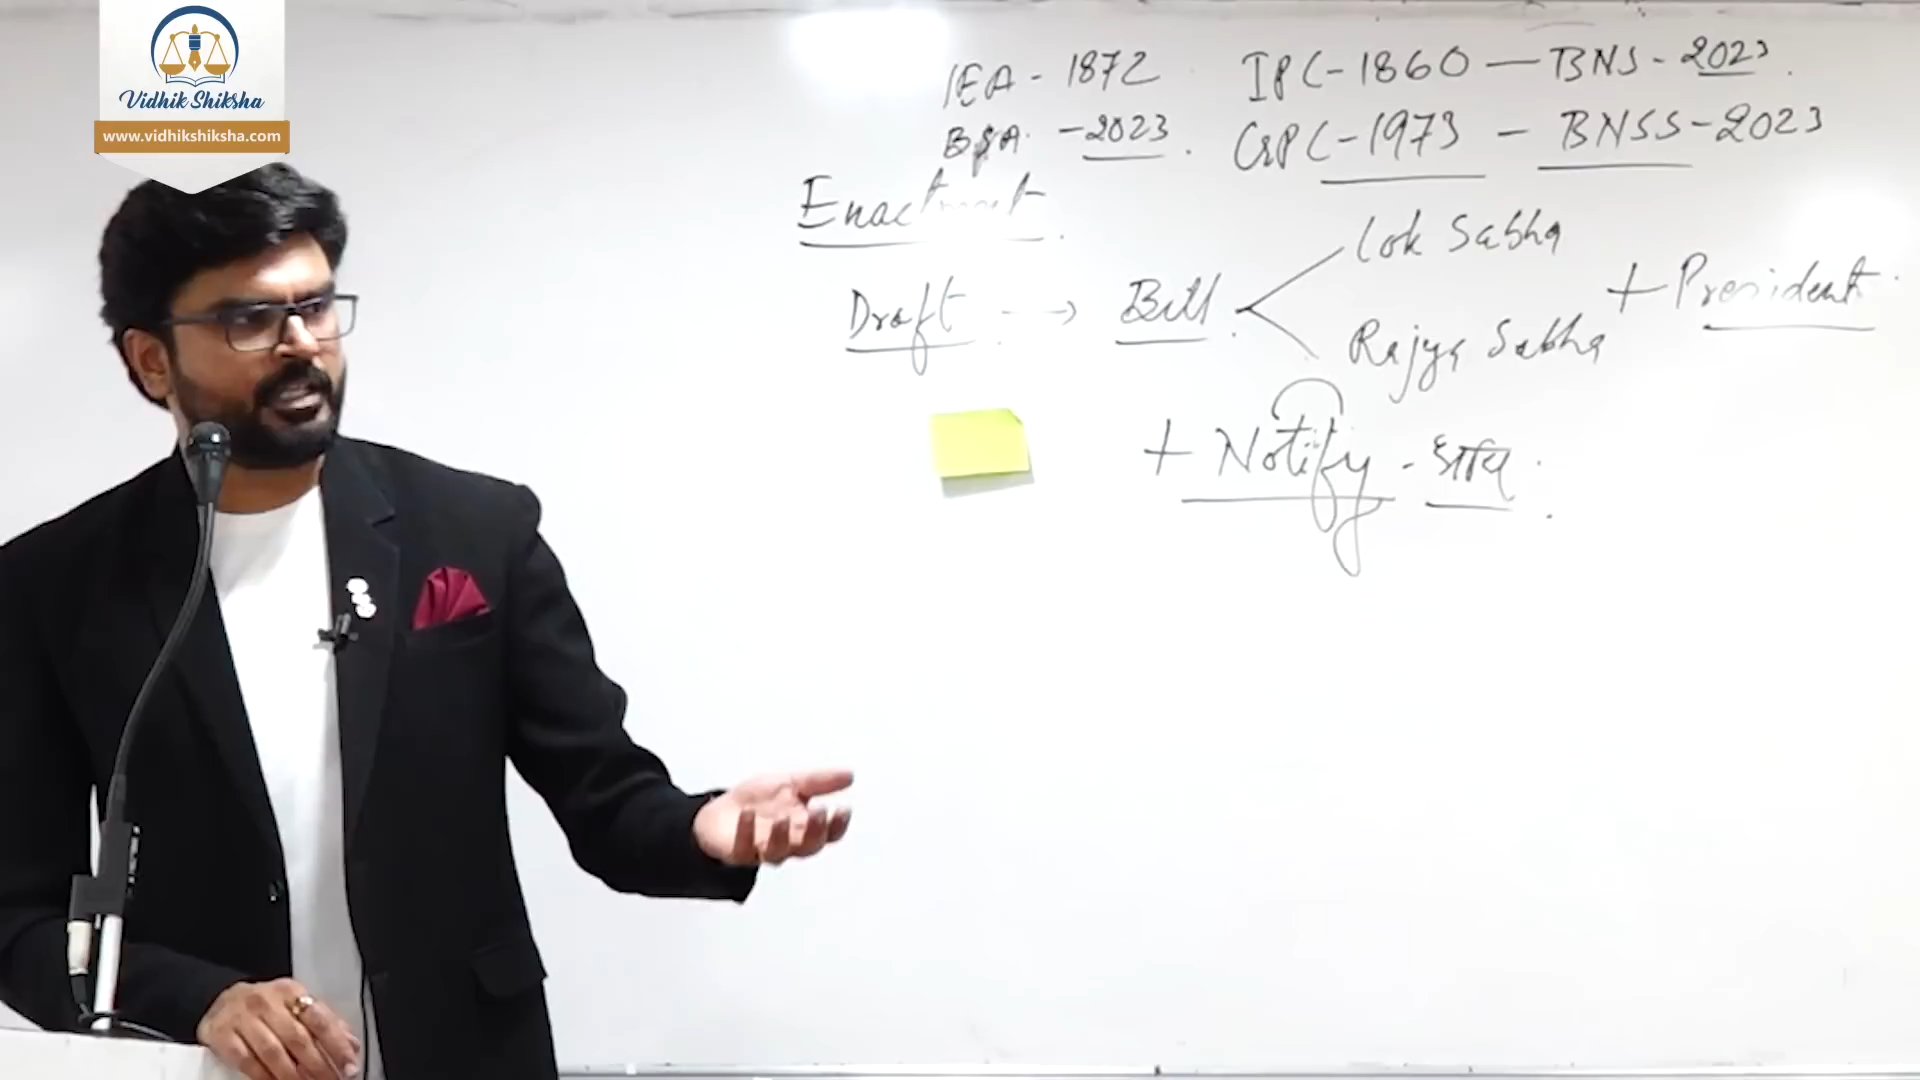 Vidhik Shiksha
www.vidhikshiksha.com
IEA - 1872 IPC - 1860 — BNS - 2023.
BSA. - 2023. CrPC - 1973 - BNSS - 2023
Enactment.
Lok Sabha
Draft → Bill. + President.
Rajya Sabha
+ Notify -